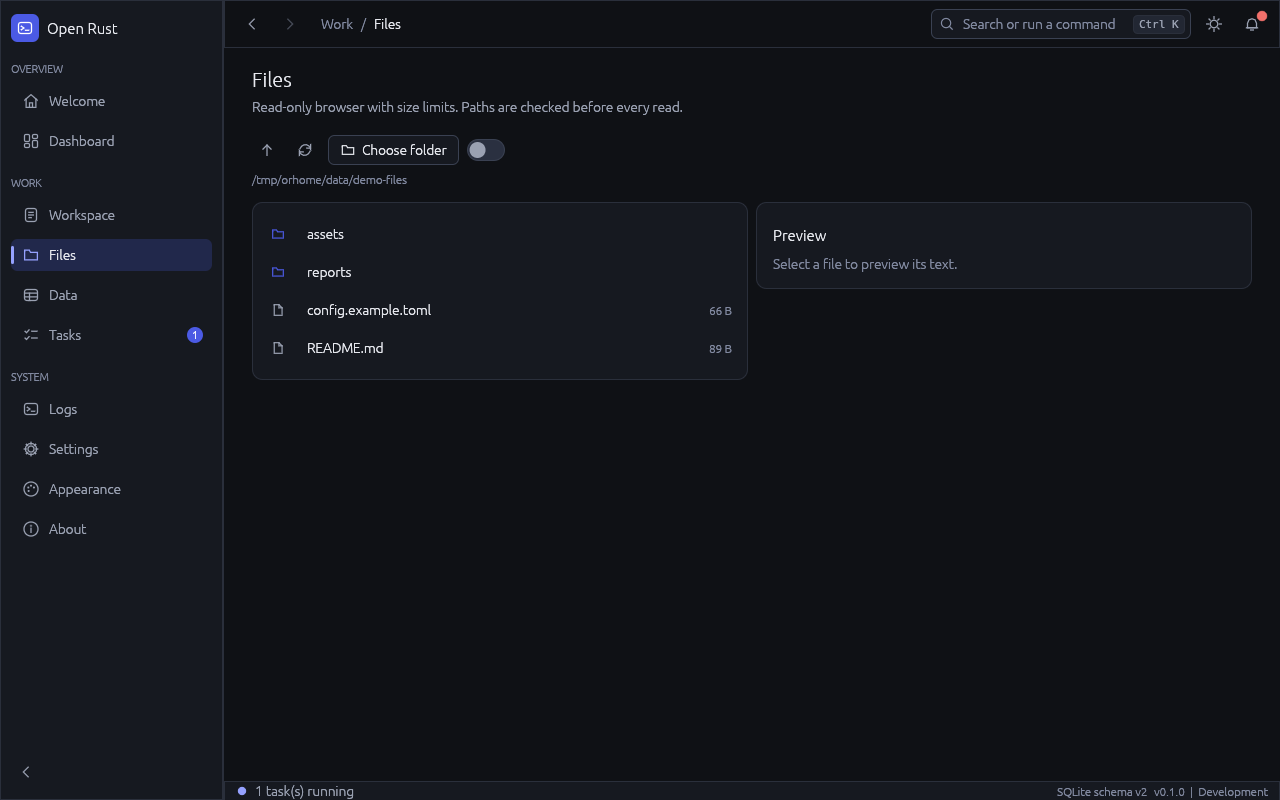 Open Rust
OVERVIEW
Welcome
Dashboard
WORK
Workspace
Files
Data
Tasks 1
SYSTEM
Logs
Settings
Appearance
About
Work / Files
Search or run a command Ctrl K
Files
Read-only browser with size limits. Paths are checked before every read.
Choose folder
/tmp/orhome/data/demo-files
assets
reports
config.example.toml 66 B
README.md 89 B
Preview
Select a file to preview its text.
1 task(s) running
SQLite schema v2 v0.1.0 | Development